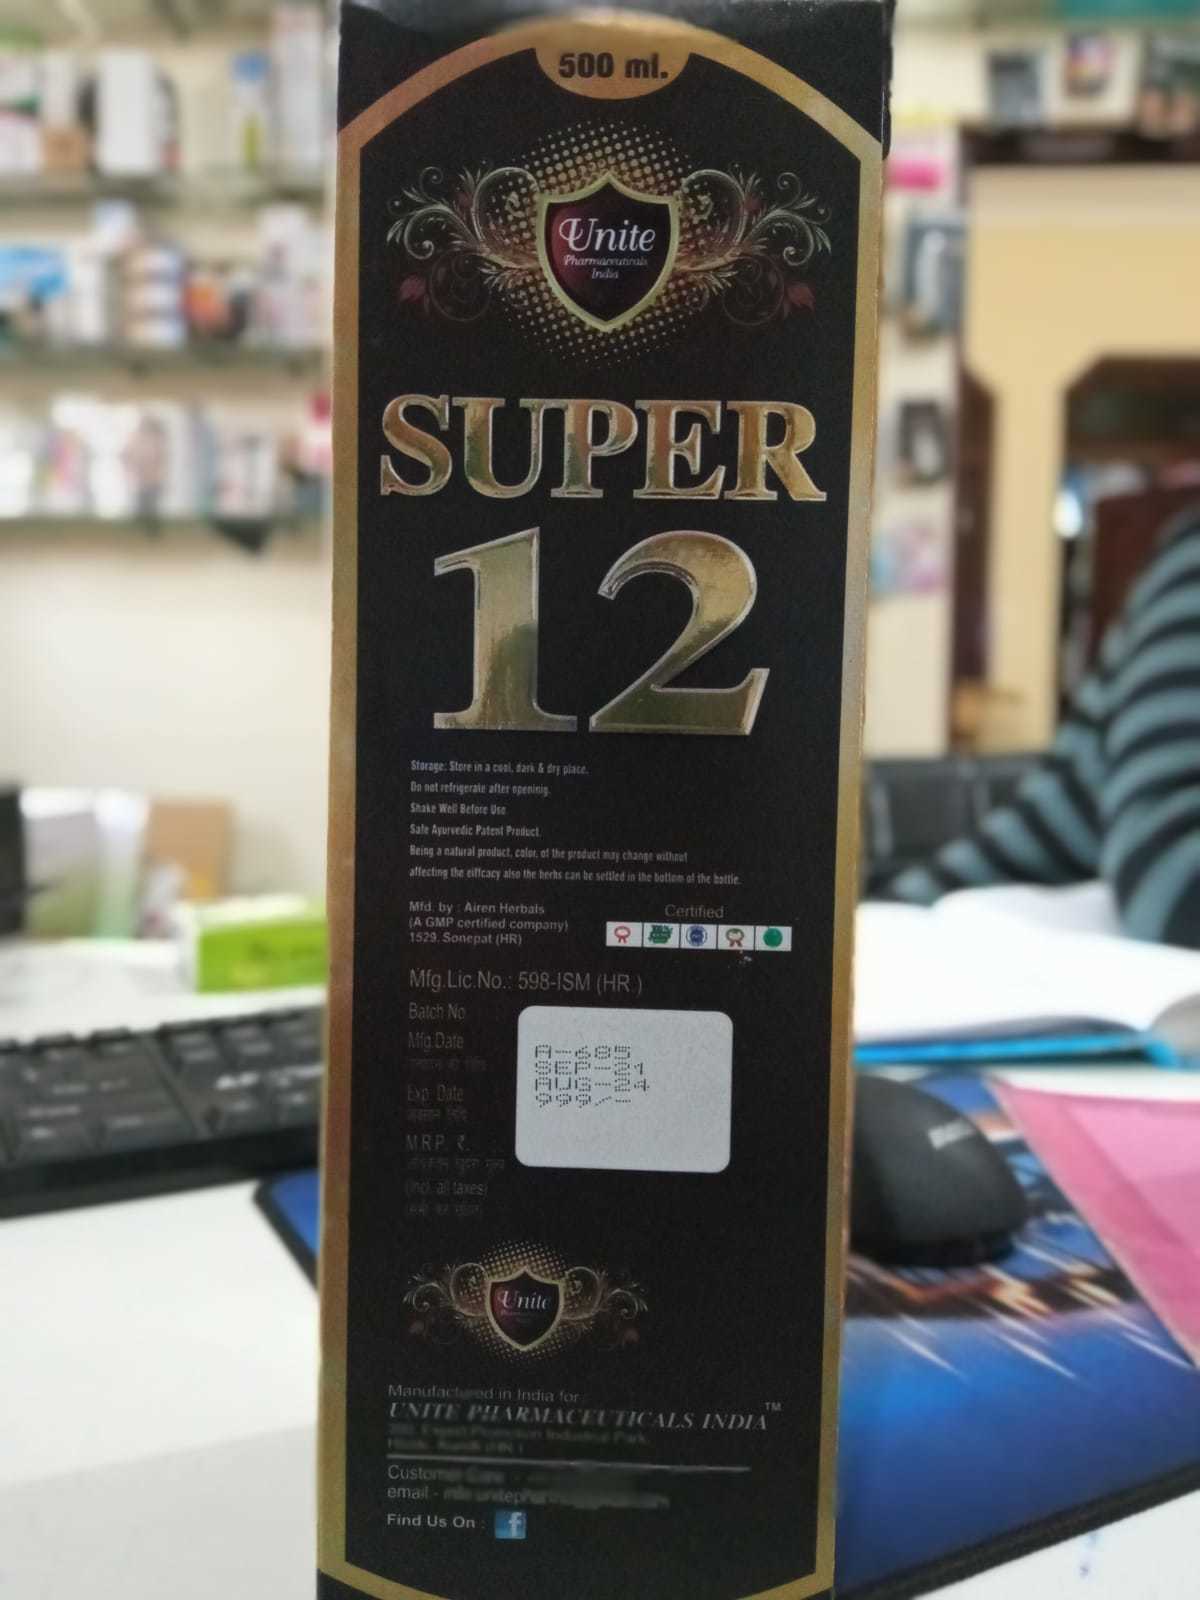 500 ml.
Unite
Pharmaceuticals
India
SUPER
12
Storage: Store in a cool, dark & dry place.
Do not refrigerate after openinig.
Shake Well Before Use
Safe Ayurvedic Patent Product.
Being a natural product, color, of the product may change without
affecting the eiffcacy also the herbs can be settled in the bottom of the bottle.
Mfd. by : Airen Herbals
(A GMP certified company)
1529, Sonepat (HR)
Certified
Mfg.Lic.No.: 598-ISM (HR.)
Batch No
Mfg.Date
Exp. Date
M.R.P. ₹.
(Incl. all taxes)
A-685
SEP-21
AUG-24
999/-
Unite
Manufactured in India for :
UNITE PHARMACEUTICALS INDIA™
Customer Care
email -
Find Us On :